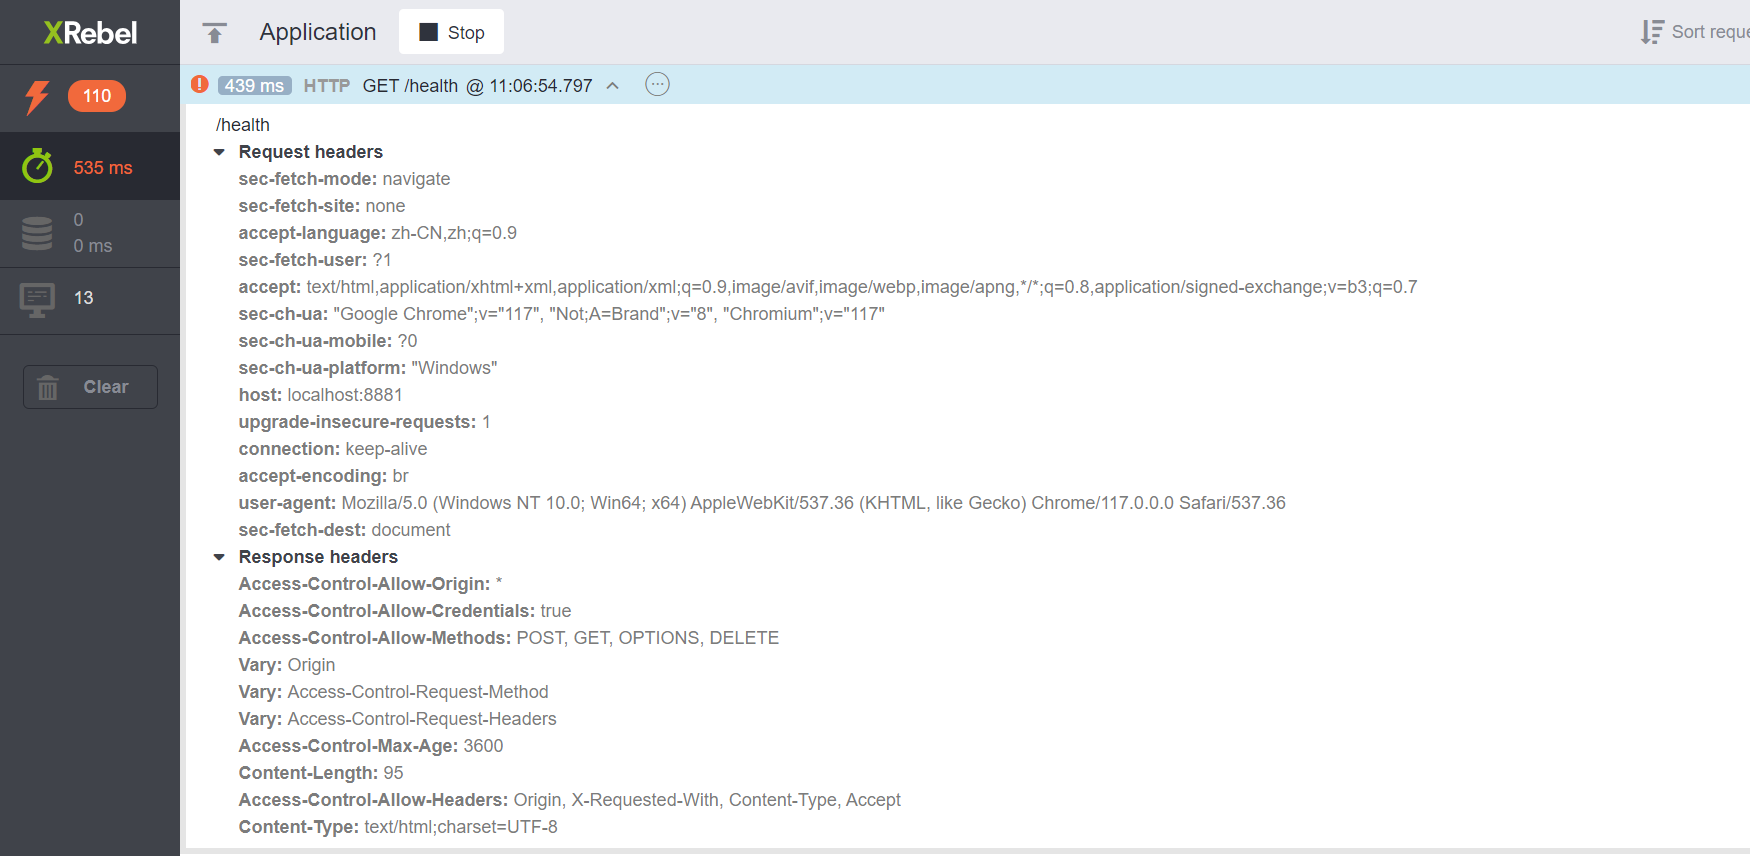 XRebel
110
535 ms
0
0 ms
13
Clear
Application
Stop
Sort reque
439 ms HTTP GET /health @ 11:06:54.797
/health
Request headers
sec-fetch-mode: navigate
sec-fetch-site: none
accept-language: zh-CN,zh;q=0.9
sec-fetch-user: ?1
accept: text/html,application/xhtml+xml,application/xml;q=0.9,image/avif,image/webp,image/apng,*/*;q=0.8,application/signed-exchange;v=b3;q=0.7
sec-ch-ua: "Google Chrome";v="117", "Not;A=Brand";v="8", "Chromium";v="117"
sec-ch-ua-mobile: ?0
sec-ch-ua-platform: "Windows"
host: localhost:8881
upgrade-insecure-requests: 1
connection: keep-alive
accept-encoding: br
user-agent: Mozilla/5.0 (Windows NT 10.0; Win64; x64) AppleWebKit/537.36 (KHTML, like Gecko) Chrome/117.0.0.0 Safari/537.36
sec-fetch-dest: document
Response headers
Access-Control-Allow-Origin: *
Access-Control-Allow-Credentials: true
Access-Control-Allow-Methods: POST, GET, OPTIONS, DELETE
Vary: Origin
Vary: Access-Control-Request-Method
Vary: Access-Control-Request-Headers
Access-Control-Max-Age: 3600
Content-Length: 95
Access-Control-Allow-Headers: Origin, X-Requested-With, Content-Type, Accept
Content-Type: text/html;charset=UTF-8